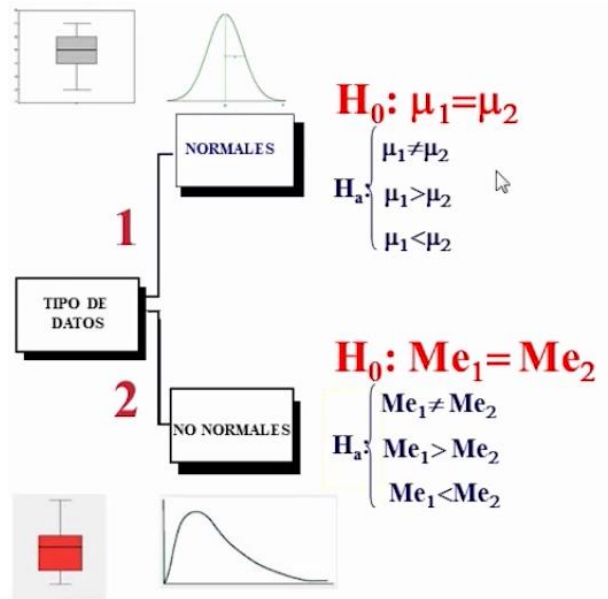 NORMALES
H₀: μ₁=μ₂
Hₐ:
μ₁≠μ₂
μ₁>μ₂
μ₁<μ₂
1
TIPO DE
DATOS
2
NO NORMALES
H₀: Me₁= Me₂
Hₐ:
Me₁≠ Me₂
Me₁> Me₂
Me₁<Me₂